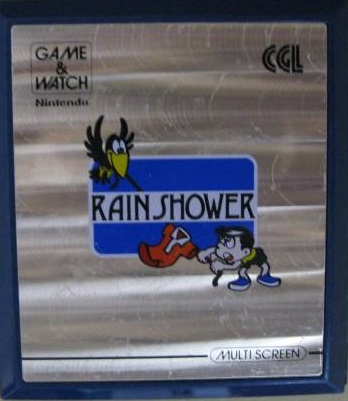 GAME
&
WATCH
Nintendo
CGL
RAIN SHOWER
MULTI SCREEN